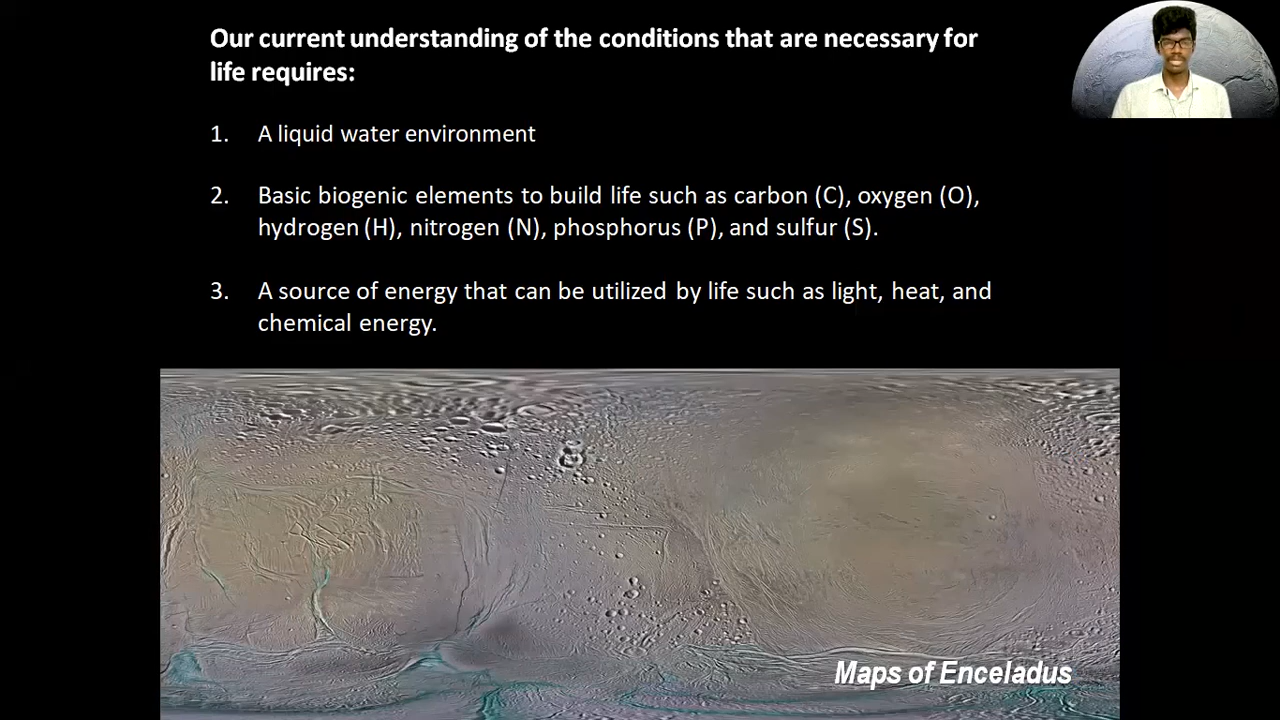 Our current understanding of the conditions that are necessary for
life requires:
1. A liquid water environment
2. Basic biogenic elements to build life such as carbon (C), oxygen (O),
hydrogen (H), nitrogen (N), phosphorus (P), and sulfur (S).
3. A source of energy that can be utilized by life such as light, heat, and
chemical energy.
Maps of Enceladus